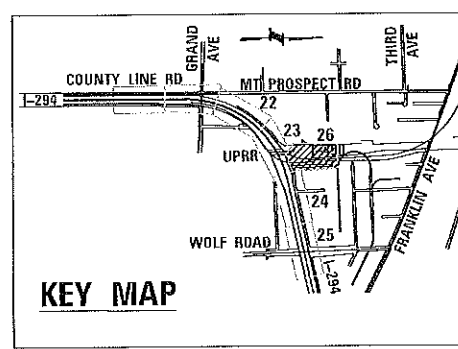 GRAND AVE
THIRD AVE
COUNTY LINE RD
MT PROSPECT RD
I-294
22
23
26
UPRR
24
25
WOLF ROAD
I-294
FRANKLIN AVE
KEY MAP